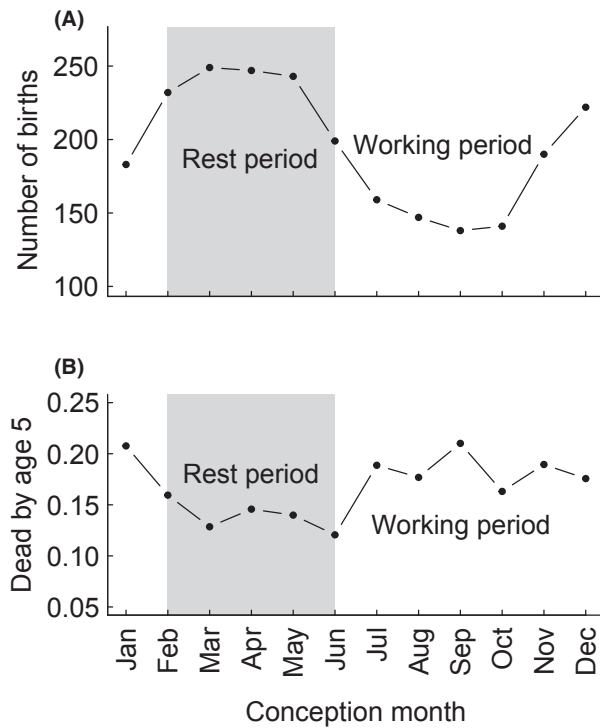 (A)
Number of births
250
200
150
100
Rest period
Working period
(B)
Dead by age 5
0.25
0.20
0.15
0.10
0.05
Rest period
Working period
Jan
Feb
Mar
Apr
May
Jun
Jul
Aug
Sep
Oct
Nov
Dec
Conception month